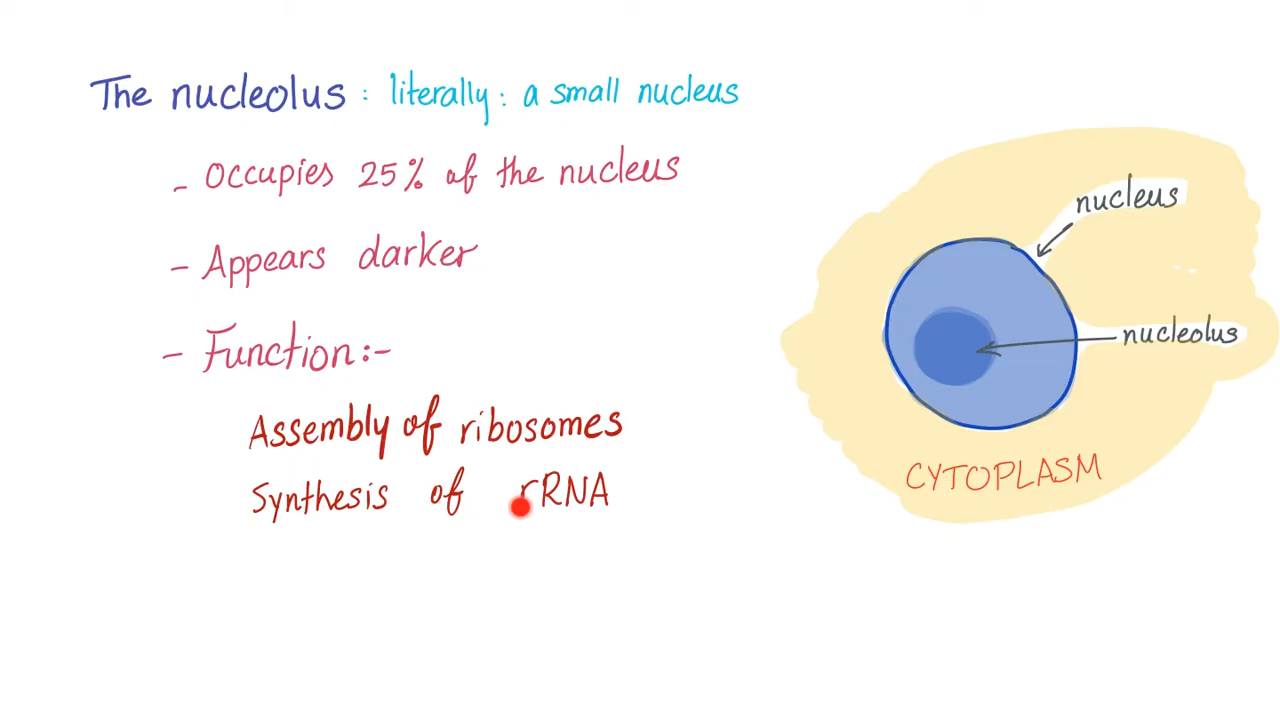 The nucleolus : literally : a small nucleus
- Occupies 25% of the nucleus
- Appears darker
- Function :-
Assembly of ribosomes
Synthesis of rRNA
nucleus
nucleolus
CYTOPLASM